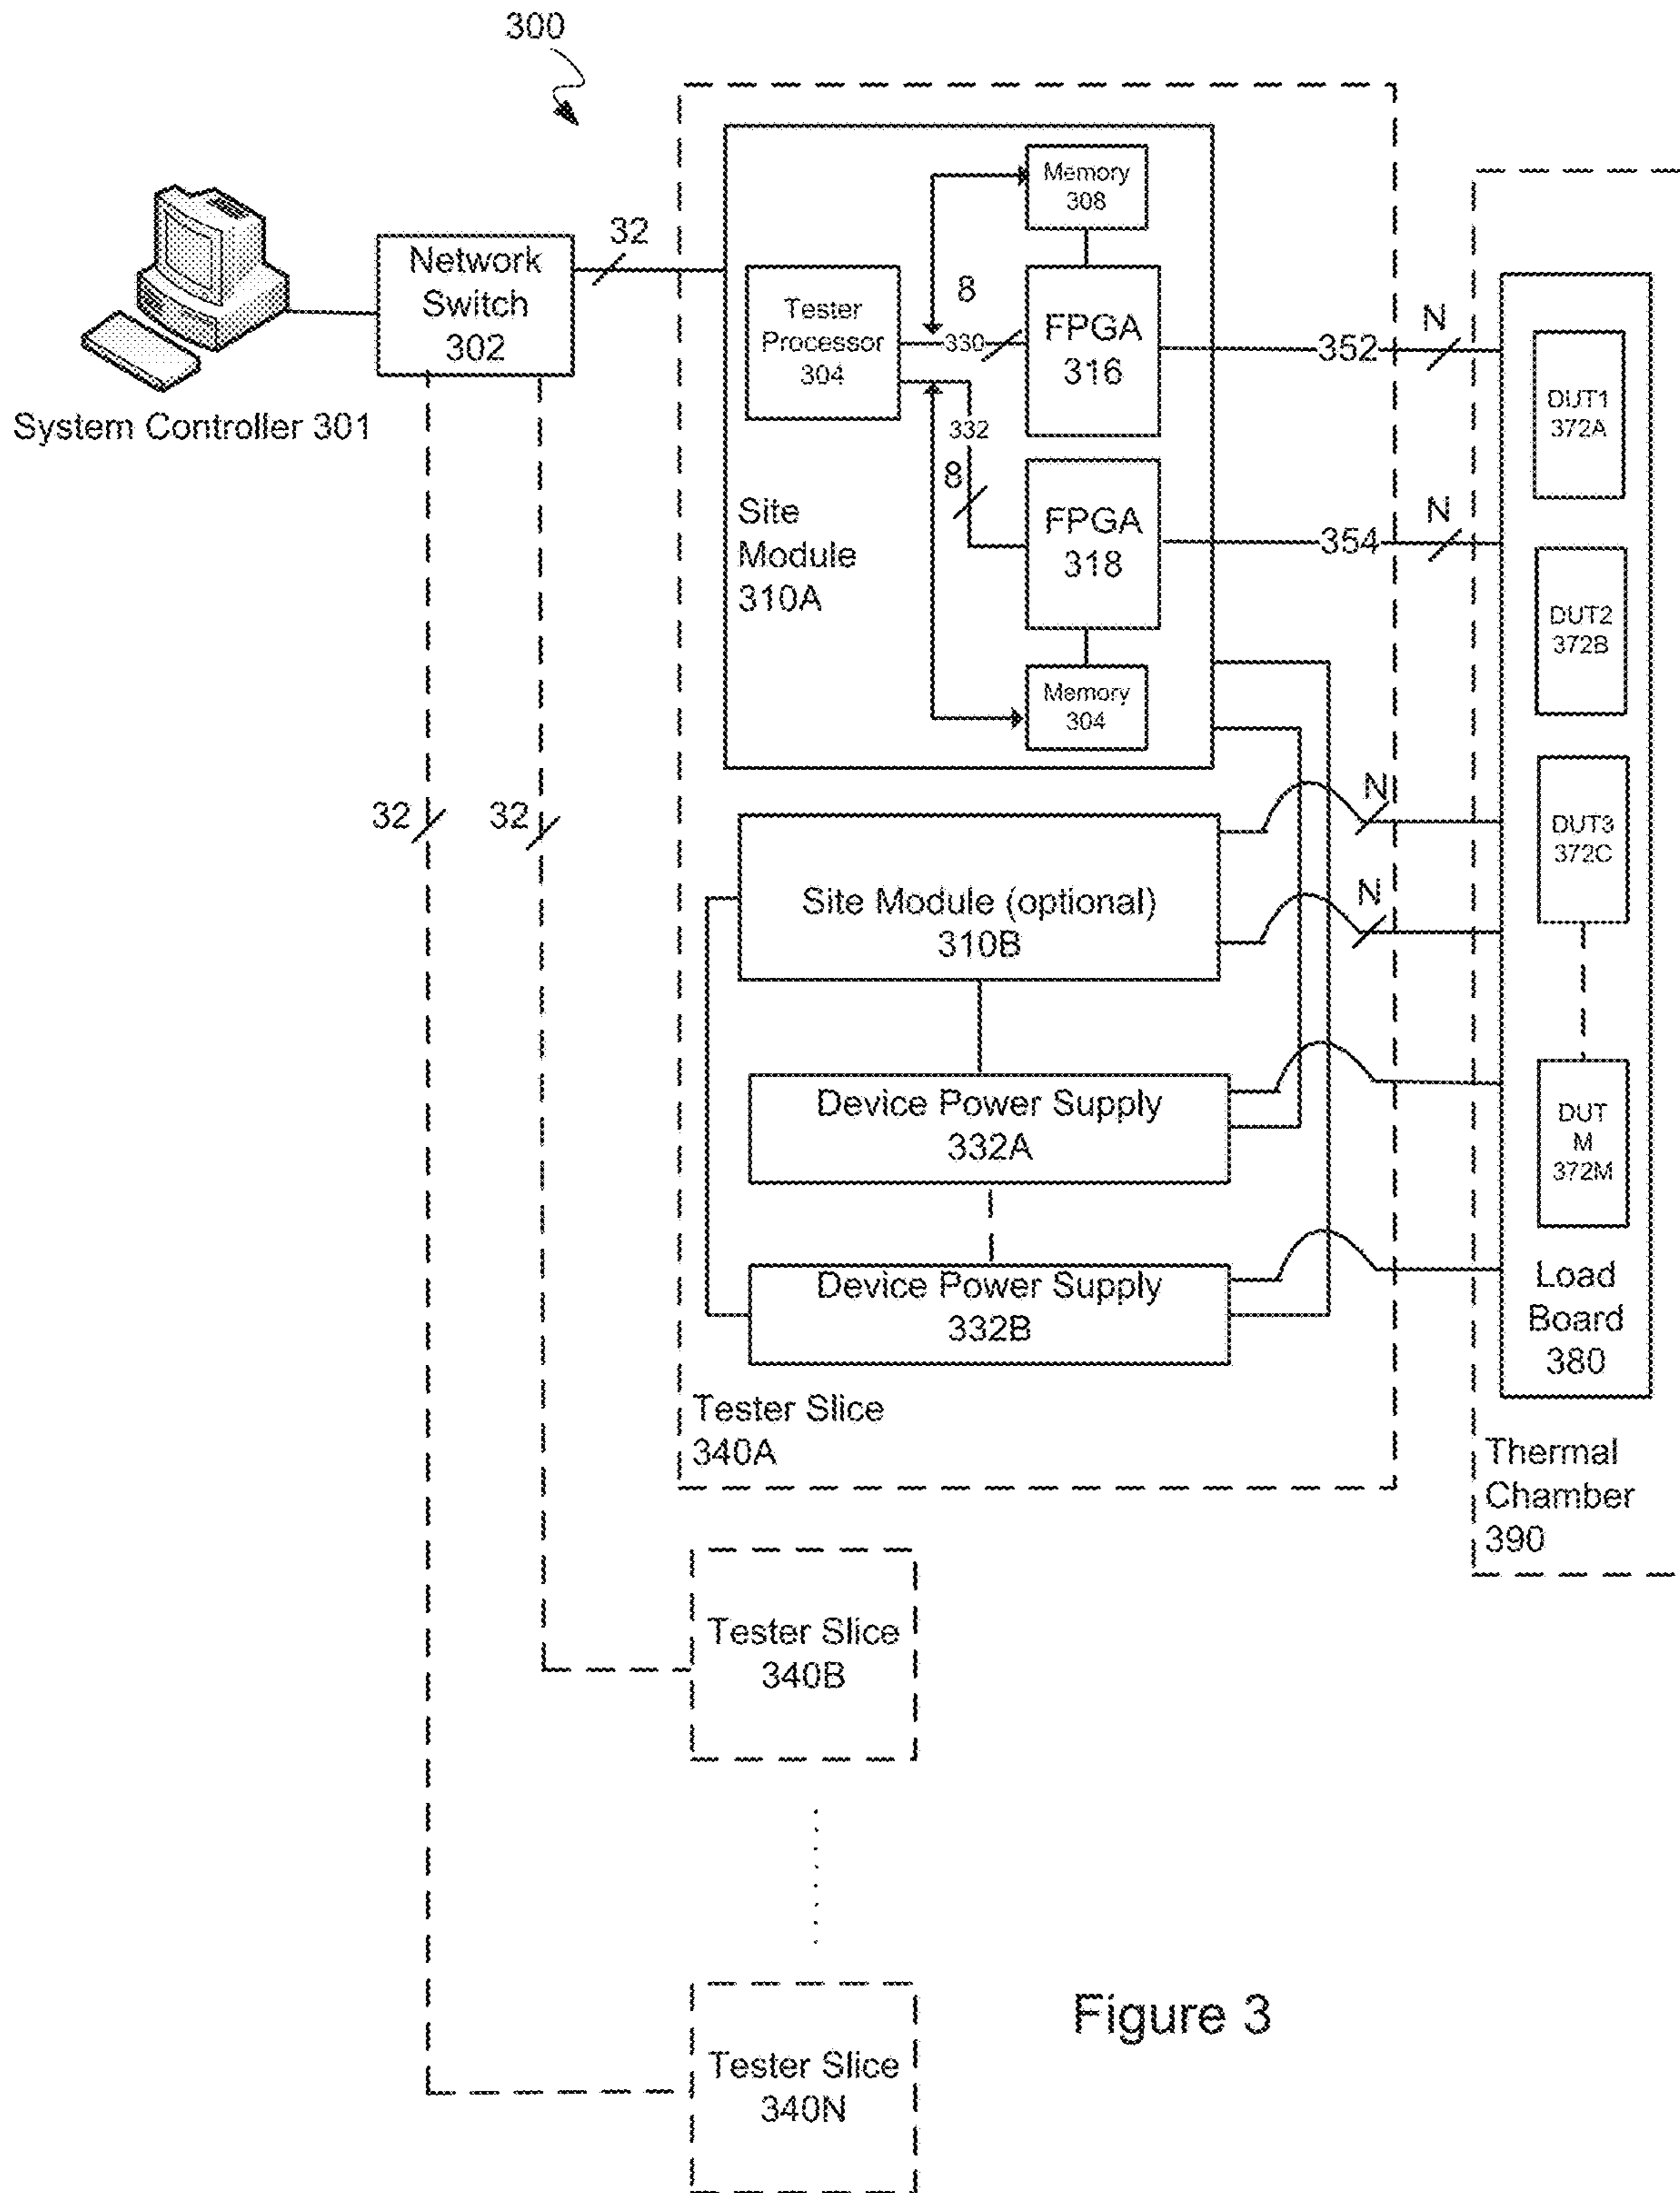 300
System Controller 301
Network
Switch
302
32
32
32
Memory
308
Tester
Processor
304
8
330
FPGA
316
332
8
FPGA
318
Memory
304
Site
Module
310A
352
N
354
N
N
N
Site Module (optional)
310B
Device Power Supply
332A
Device Power Supply
332B
Tester Slice
340A
DUT1
372A
DUT2
372B
DUT3
372C
DUT
M
372M
Load
Board
380
Thermal
Chamber
390
Tester Slice
340B
Tester Slice
340N
Figure 3